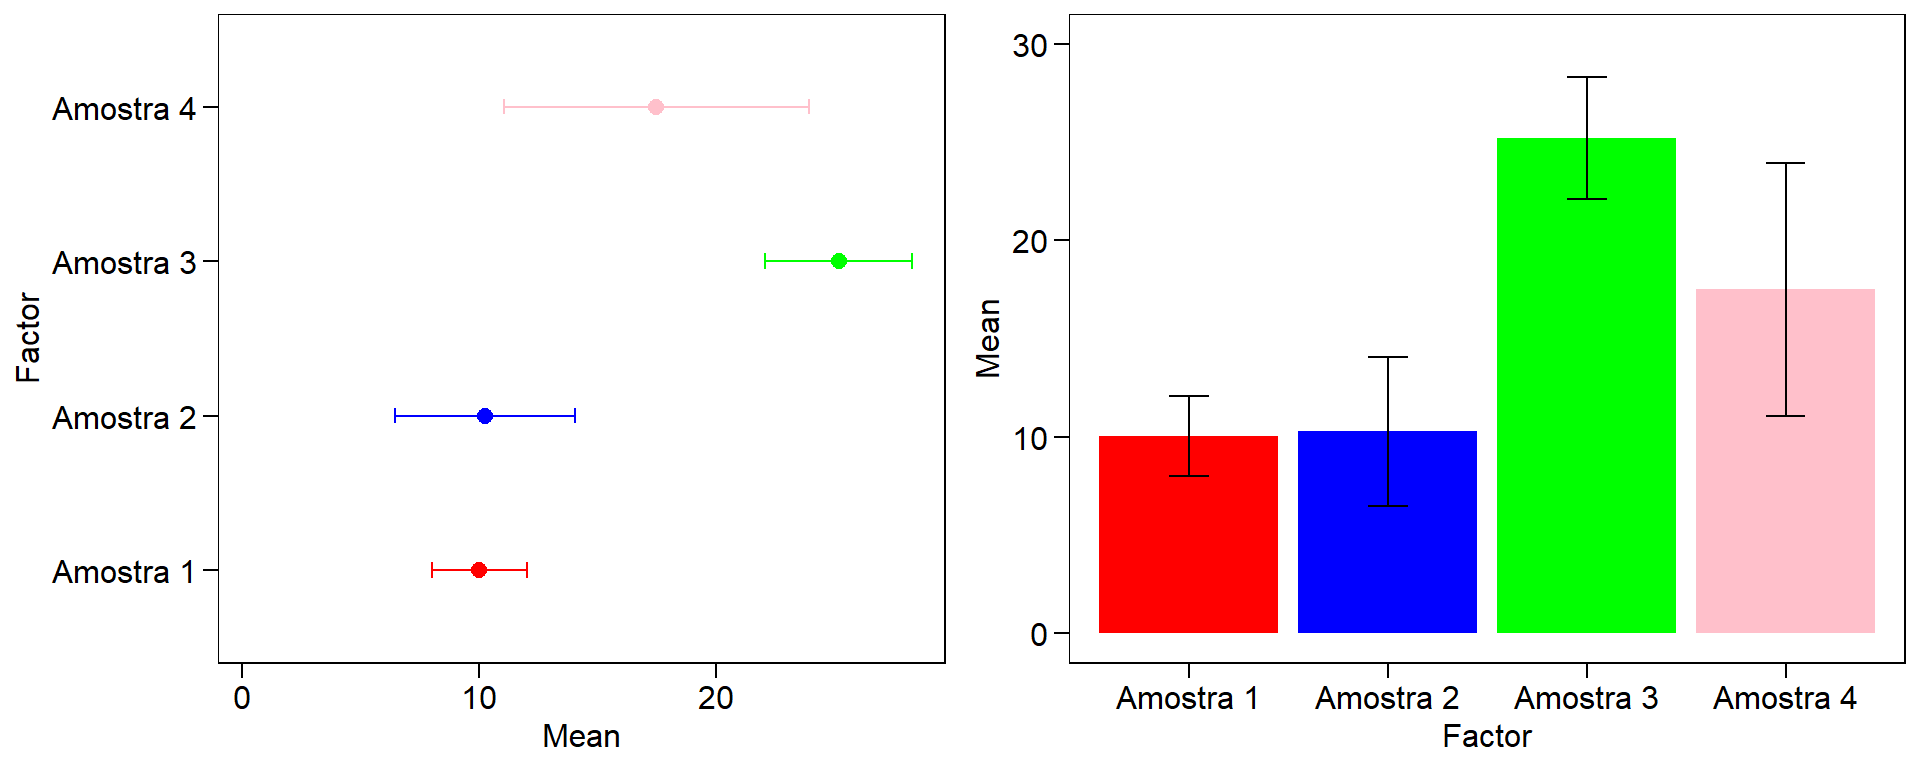 Factor
Amostra 4
Amostra 3
Amostra 2
Amostra 1
0 10 20
Mean
Mean
30
20
10
0
Amostra 1 Amostra 2 Amostra 3 Amostra 4
Factor